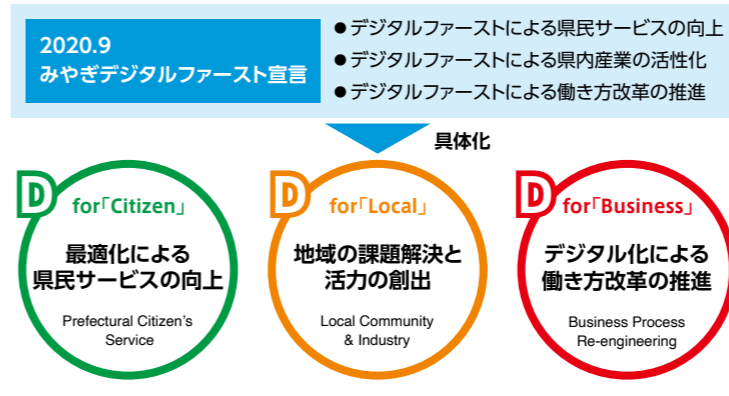 2020.9
みやぎデジタルファースト宣言
●デジタルファーストによる県民サービスの向上
●デジタルファーストによる県内産業の活性化
●デジタルファーストによる働き方改革の推進
具体化
D for「Citizen」
最適化による
県民サービスの向上
Prefectural Citizen's
Service
D for「Local」
地域の課題解決と
活力の創出
Local Community
& Industry
D for「Business」
デジタル化による
働き方改革の推進
Business Process
Re-engineering